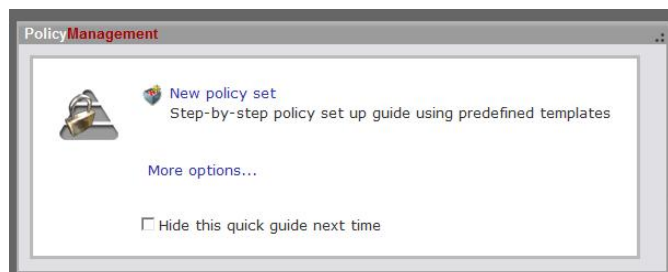 PolicyManagement
New policy set
Step-by-step policy set up guide using predefined templates
More options...
Hide this quick guide next time